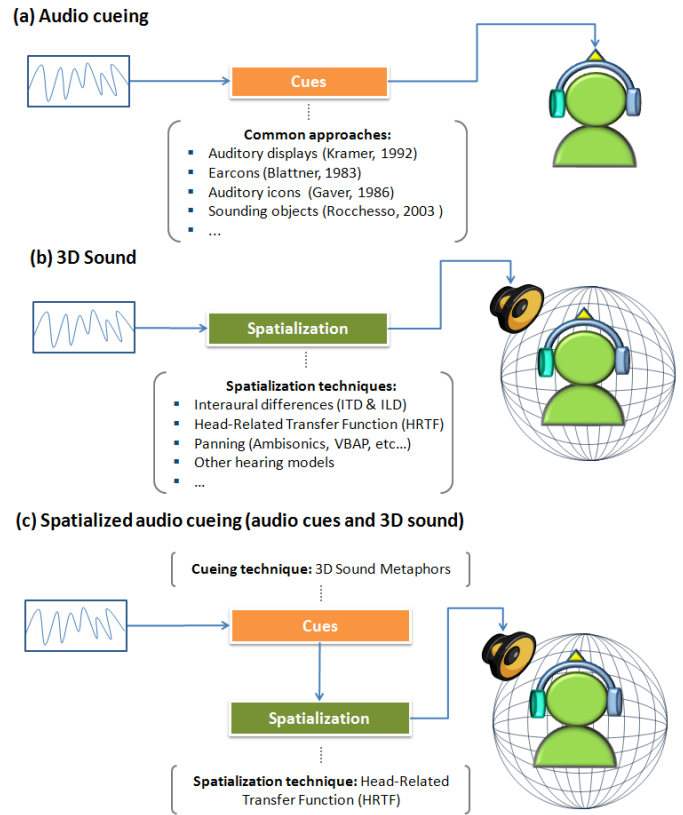 (a) Audio cueing
Cues
Common approaches:
▪ Auditory displays (Kramer, 1992)
▪ Earcons (Blattner, 1983)
▪ Auditory icons (Gaver, 1986)
▪ Sounding objects (Rocchesso, 2003 )
▪ ...
(b) 3D Sound
Spatialization
Spatialization techniques:
▪ Interaural differences (ITD & ILD)
▪ Head-Related Transfer Function (HRTF)
▪ Panning (Ambisonics, VBAP, etc...)
▪ Other hearing models
▪ ...
(c) Spatialized audio cueing (audio cues and 3D sound)
Cueing technique: 3D Sound Metaphors
Cues
Spatialization
Spatialization technique: Head-Related
Transfer Function (HRTF)